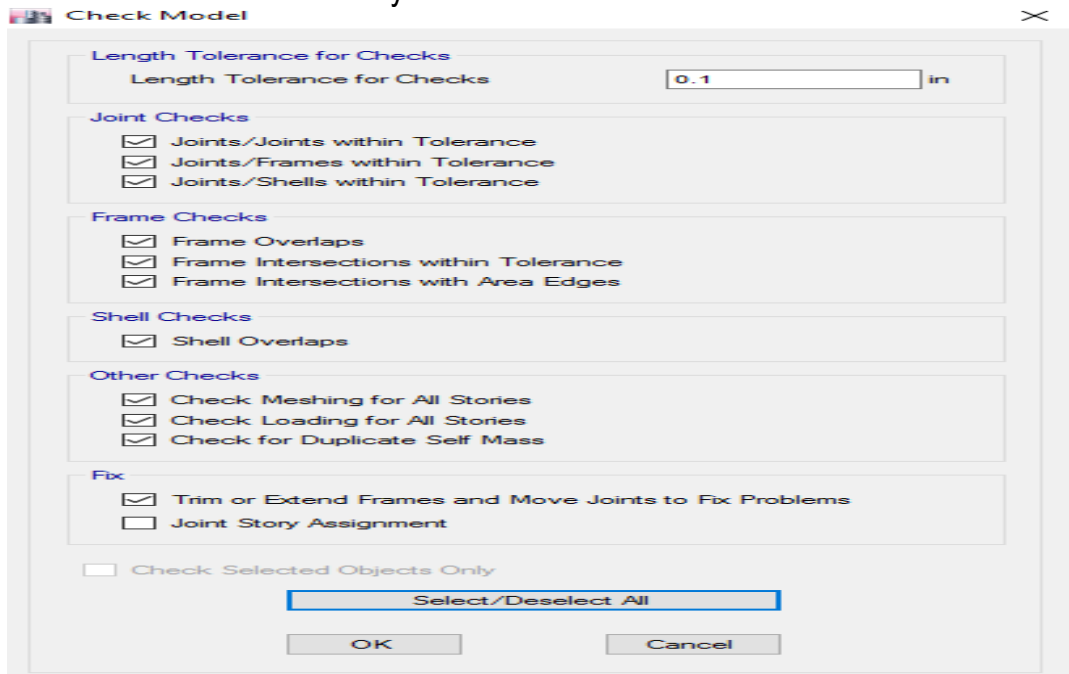 Check Model
Length Tolerance for Checks
Length Tolerance for Checks 0.1 in
Joint Checks
Joints/Joints within Tolerance
Joints/Frames within Tolerance
Joints/Shells within Tolerance
Frame Checks
Frame Overlaps
Frame Intersections within Tolerance
Frame Intersections with Area Edges
Shell Checks
Shell Overlaps
Other Checks
Check Meshing for All Stories
Check Loading for All Stories
Check for Duplicate Self Mass
Fix
Trim or Extend Frames and Move Joints to Fix Problems
Joint Story Assignment
Check Selected Objects Only
Select/Deselect All
OK Cancel